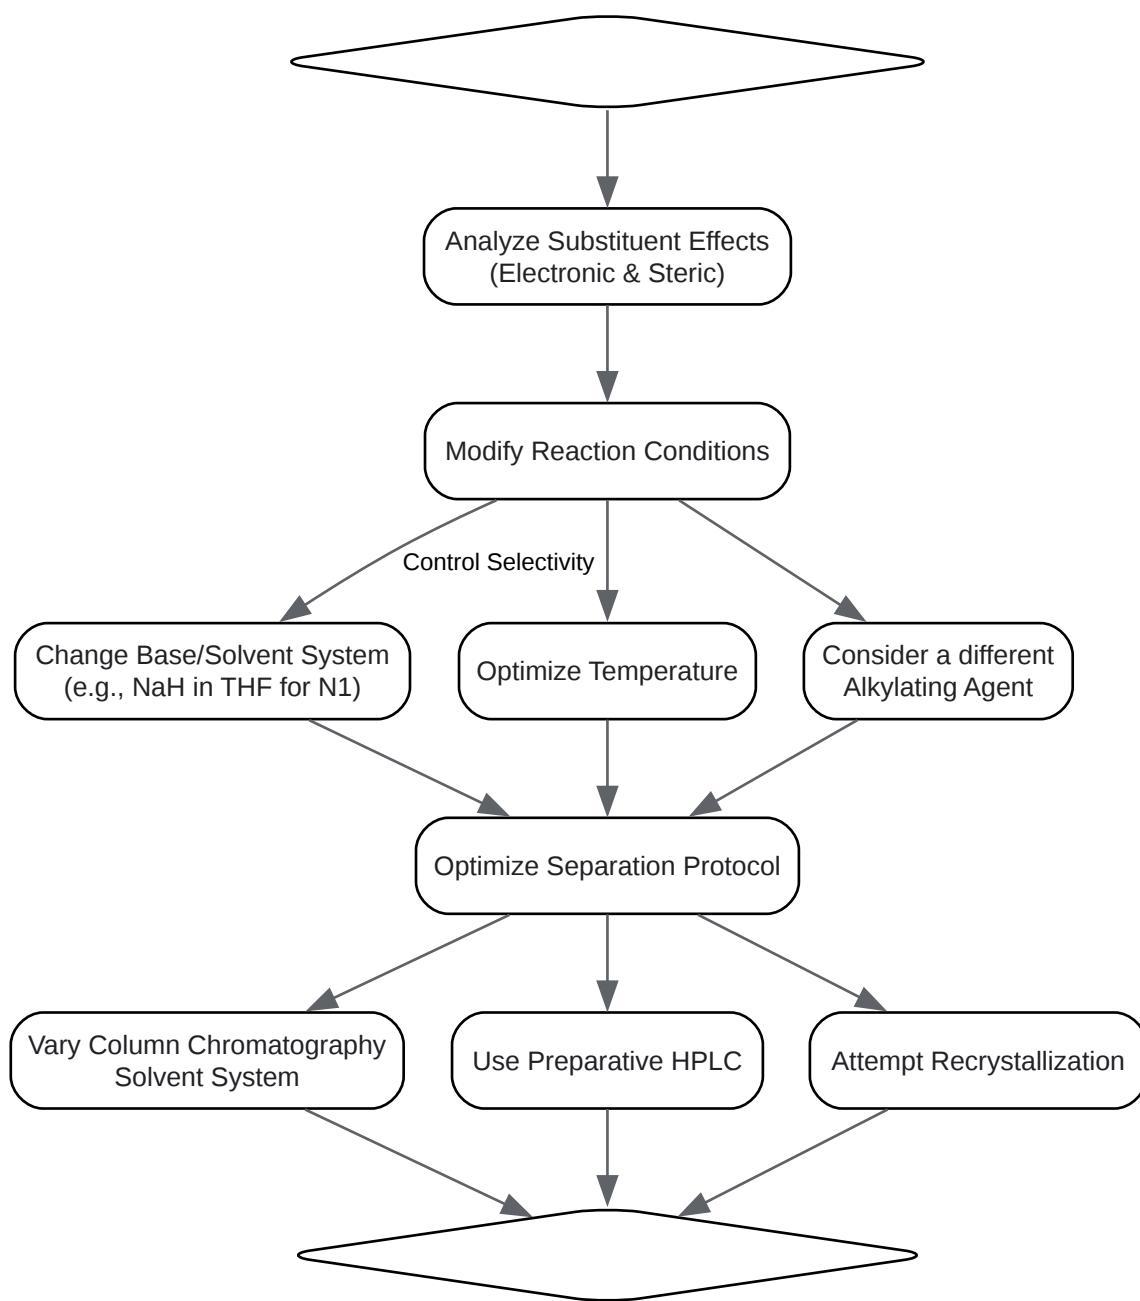 Analyze Substituent Effects
(Electronic & Steric)
Modify Reaction Conditions
Control Selectivity
Change Base/Solvent System
(e.g., NaH in THF for N1)
Optimize Temperature
Consider a different
Alkylating Agent
Optimize Separation Protocol
Vary Column Chromatography
Solvent System
Use Preparative HPLC
Attempt Recrystallization